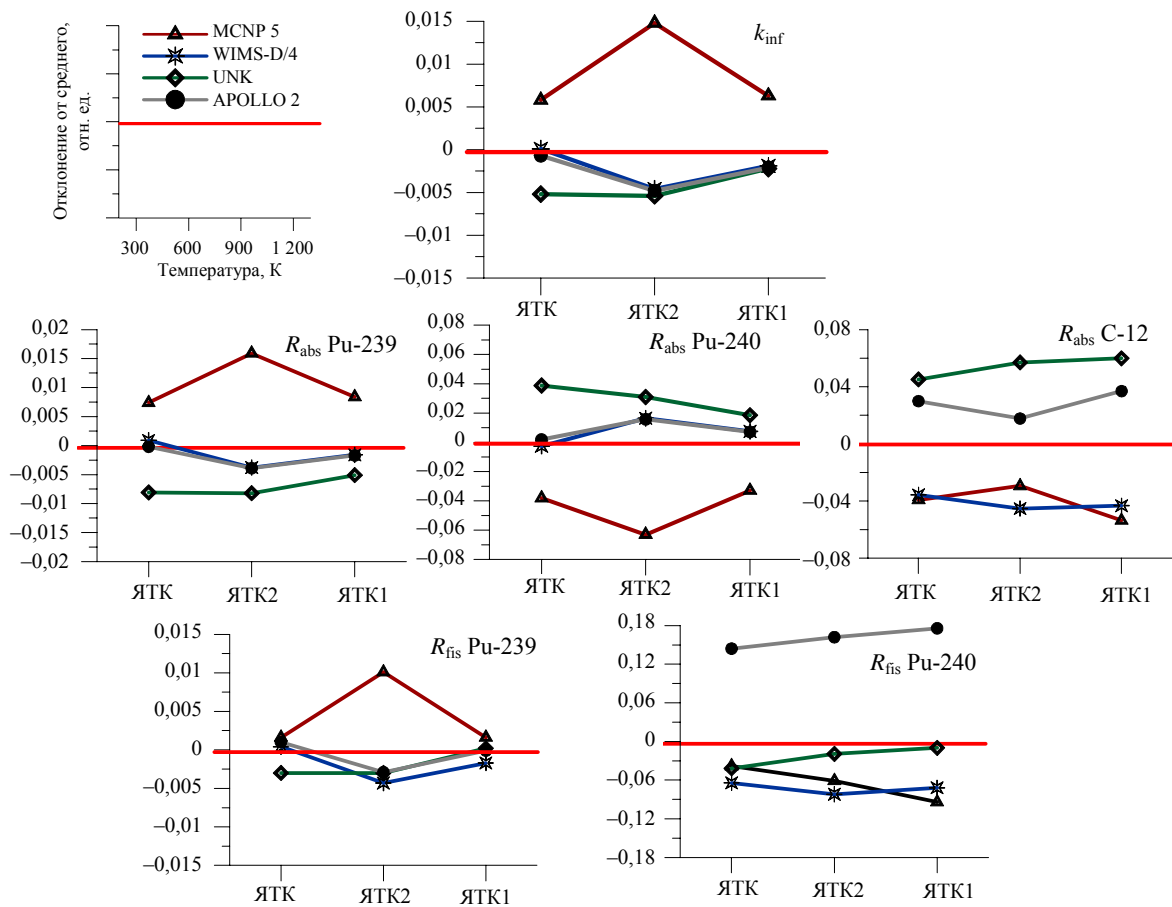 Отклонение от среднего,
отн. ед.
MCNP 5
WIMS-D/4
UNK
APOLLO 2
300 600 900 1 200
Температура, К
k inf
0,015
0,01
0,005
0
–0,005
–0,01
–0,015
ЯТК ЯТК2 ЯТК1
R abs Pu-239
0,02
0,015
0,01
0,005
0
–0,005
–0,01
–0,015
–0,02
ЯТК ЯТК2 ЯТК1
R abs Pu-240
0,08
0,06
0,04
0,02
0
–0,02
–0,04
–0,06
–0,08
ЯТК ЯТК2 ЯТК1
R abs C-12
0,08
0,04
0
–0,04
–0,08
ЯТК ЯТК2 ЯТК1
R fis Pu-239
0,015
0,01
0,005
0
–0,005
–0,01
–0,015
ЯТК ЯТК2 ЯТК1
R fis Pu-240
0,18
0,12
0,06
0
–0,06
–0,12
–0,18
ЯТК ЯТК2 ЯТК1